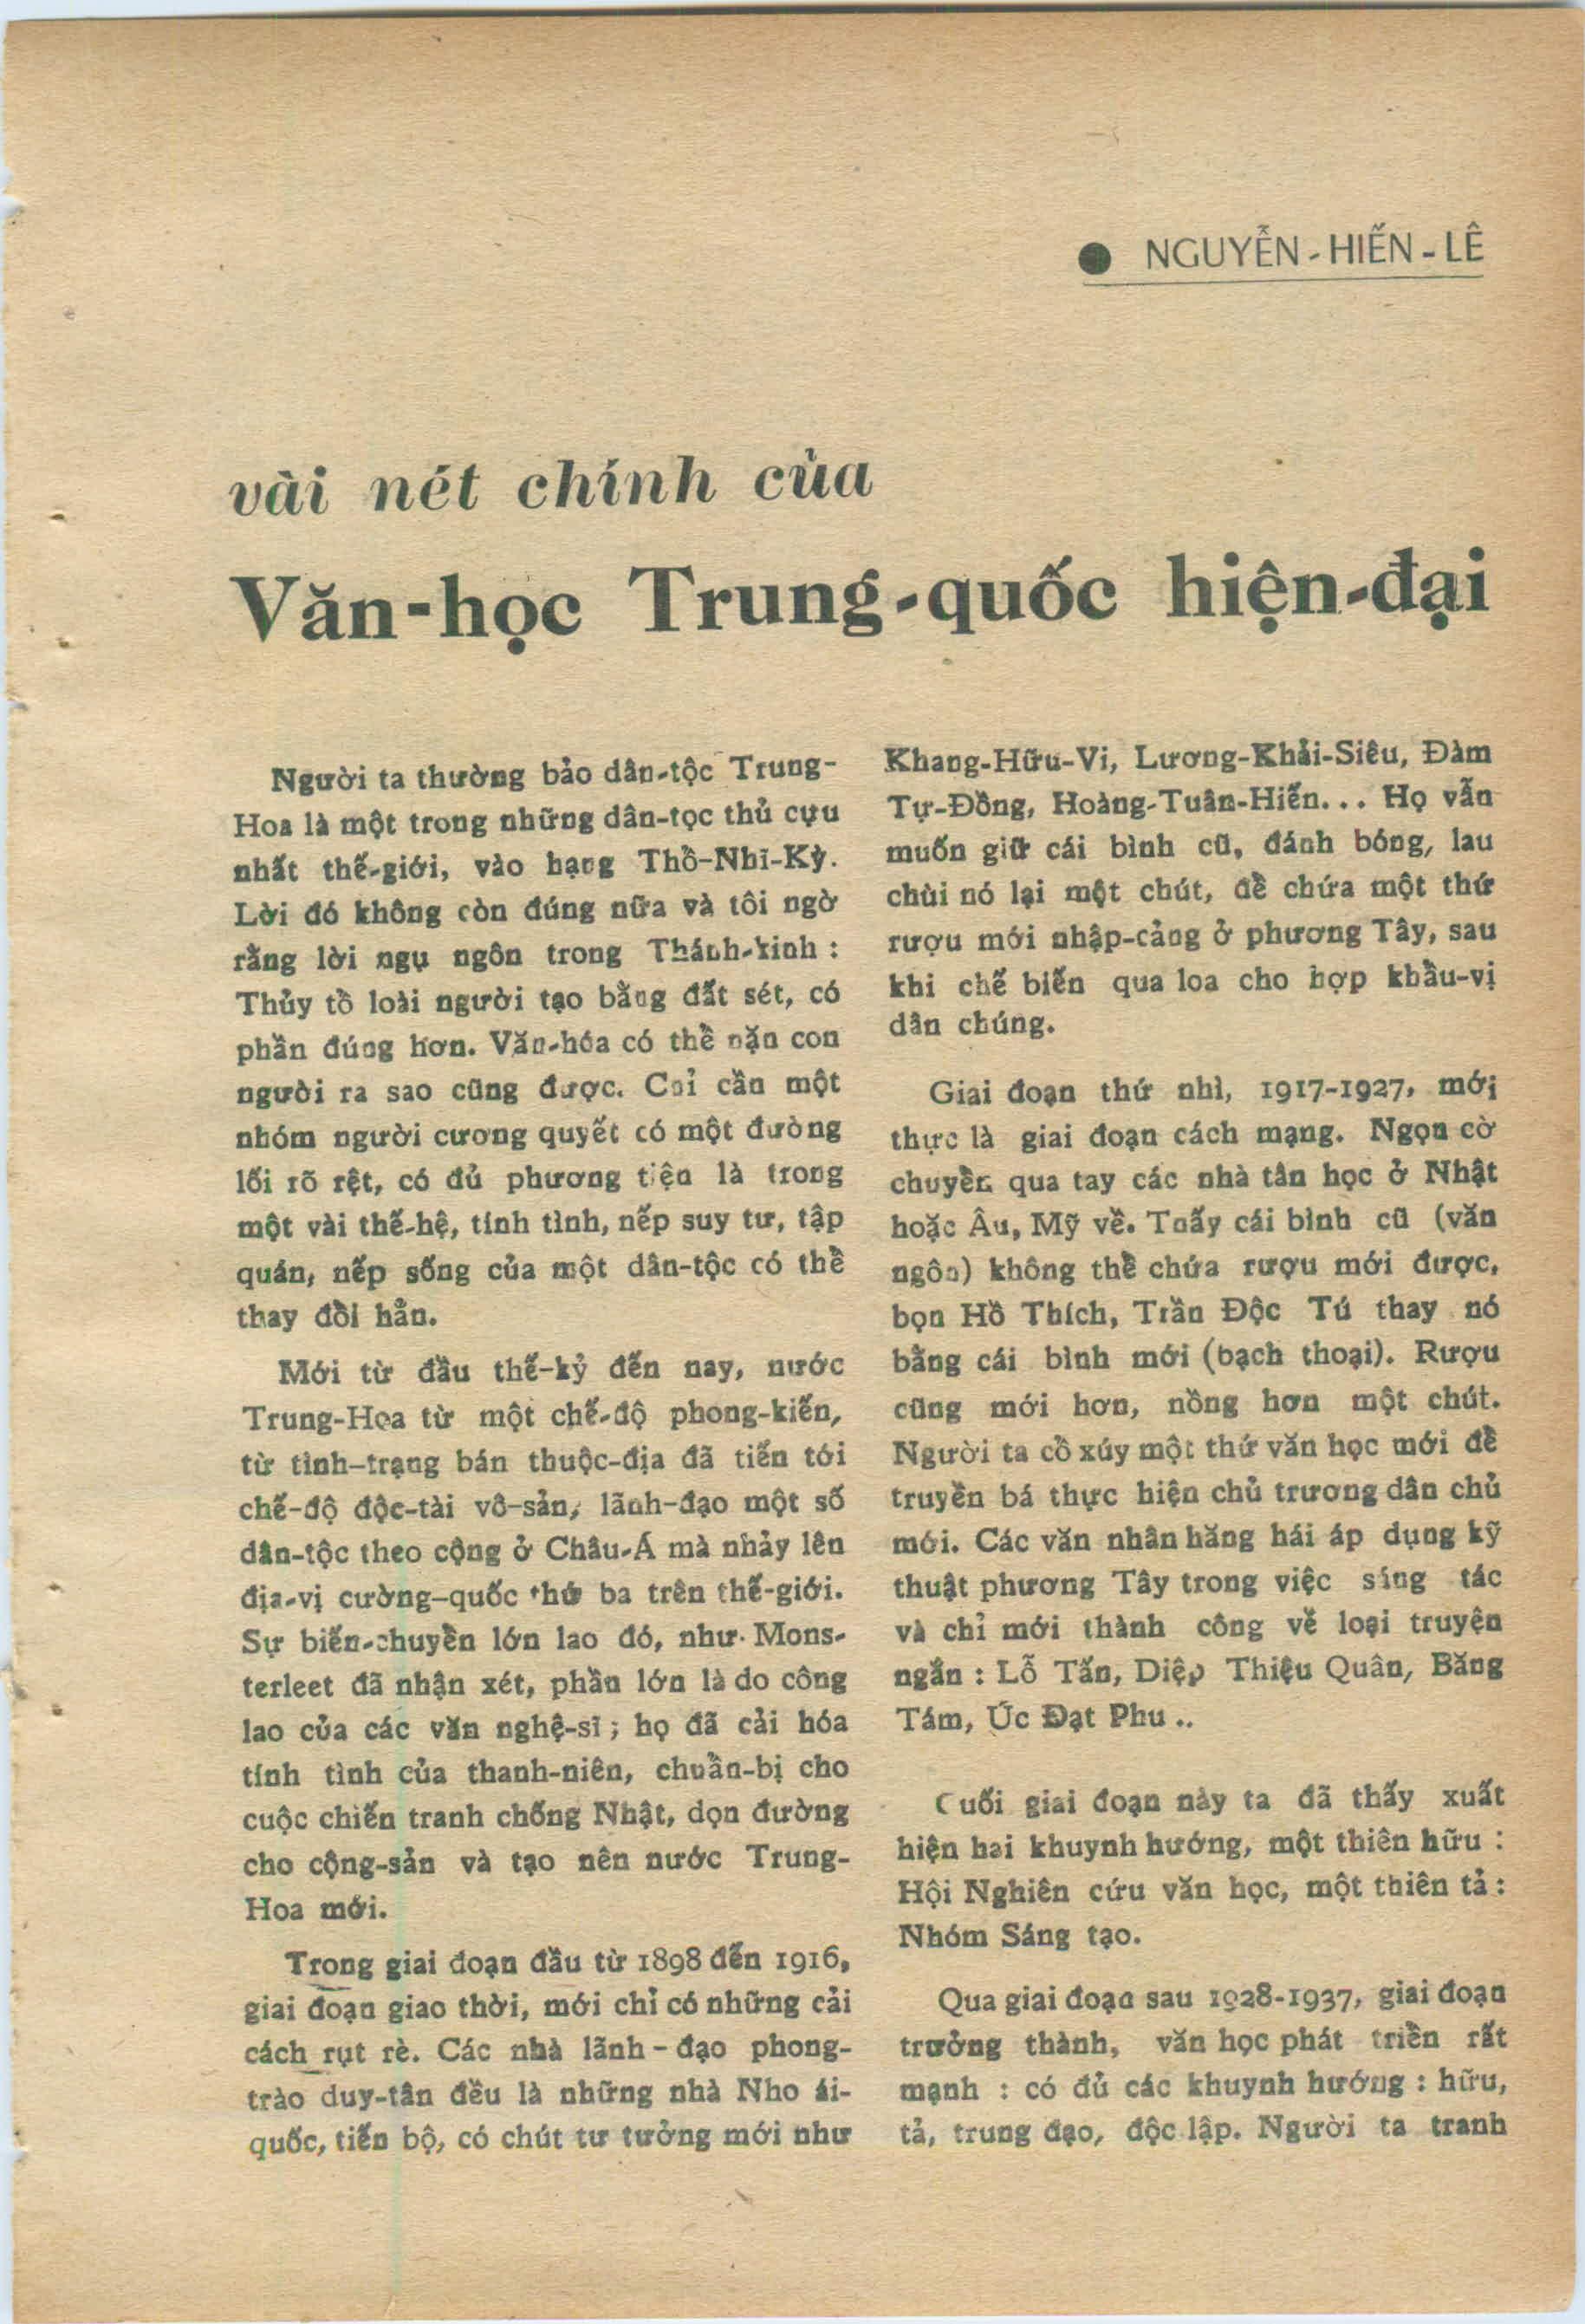 ● NGUYỄN - HIẾN - LÊ
vài nét chính của
Văn-học Trung-quốc hiện-đại
Người ta thường bảo dân-tộc Trung-
Hoa là một trong những dân-tọc thủ cựu
nhất thế-giới, vào hạng Thổ-Nhĩ-Kỳ.
Lời đó không còn đúng nữa và tôi ngờ
rằng lời ngụ ngôn trong Thánh-kinh :
Thủy tổ loài người tạo bằng đất sét, có
phần đúng hơn. Văn-hóa có thể nặn con
người ra sao cũng được. Chỉ cần một
nhóm người cương quyết có một đường
lối rõ rệt, có đủ phương tiện là trong
một vài thế-hệ, tính tình, nếp suy tư, tập
quán, nếp sống của một dân-tộc có thể
thay đổi hẳn.
Mới từ đầu thế-kỷ đến nay, nước
Trung-Hoa từ một chế-độ phong-kiến,
từ tình-trạng bán thuộc-địa đã tiến tới
chế-độ độc-tài vô-sản, lãnh-đạo một số
dân-tộc theo cộng ở Châu-Á mà nhảy lên
địa-vị cường-quốc thứ ba trên thế-giới.
Sự biến-chuyển lớn lao đó, như Mons-
terleet đã nhận xét, phần lớn là do công
lao của các văn nghệ-sĩ ; họ đã cải hóa
tính tình của thanh-niên, chuẩn-bị cho
cuộc chiến tranh chống Nhật, dọn đường
cho cộng-sản và tạo nên nước Trung-
Hoa mới.
Trong giai đoạn đầu từ 1898 đến 1916,
giai đoạn giao thời, mới chỉ có những cải
cách rụt rè. Các nhà lãnh - đạo phong-
trào duy-tân đều là những nhà Nho ái-
quốc, tiến bộ, có chút tư tưởng mới như
Khang-Hữu-Vi, Lương-Khải-Siêu, Đàm
Tự-Đồng, Hoàng-Tuân-Hiến... Họ vẫn
muốn giữ cái bình cũ, đánh bóng, lau
chùi nó lại một chút, để chứa một thứ
rượu mới nhập-cảng ở phương Tây, sau
khi chế biến qua loa cho hợp khẩu-vị
dân chúng.
Giai đoạn thứ nhì, 1917-1927, mới
thực là giai đoạn cách mạng. Ngọn cờ
chuyển qua tay các nhà tân học ở Nhật
hoặc Âu, Mỹ về. Thấy cái bình cũ (văn
ngôn) không thể chứa rượu mới được,
bọn Hồ Thích, Trần Độc Tú thay nó
bằng cái bình mới (bạch thoại). Rượu
cũng mới hơn, nồng hơn một chút.
Người ta cổ xúy một thứ văn học mới để
truyền bá thực hiện chủ trương dân chủ
mới. Các văn nhân hăng hái áp dụng kỹ
thuật phương Tây trong việc sáng tác
và chỉ mới thành công về loại truyện
ngắn : Lỗ Tấn, Diệp Thiệu Quân, Băng
Tám, Úc Đạt Phu ..
Cuối giai đoạn này ta đã thấy xuất
hiện hai khuynh hướng, một thiên hữu :
Hội Nghiên cứu văn học, một thiên tả :
Nhóm Sáng tạo.
Qua giai đoạn sau 1928-1937, giai đoạn
trưởng thành, văn học phát triển rất
mạnh : có đủ các khuynh hướng : hữu,
tả, trung đạo, độc lập. Người ta tranh